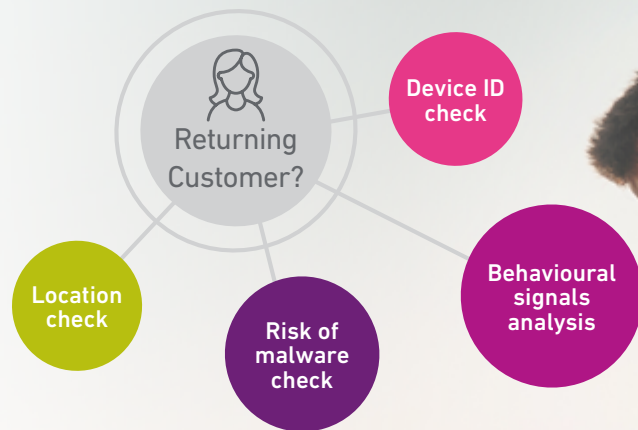 Returning
Customer?
Device ID
check
Behavioural
signals
analysis
Location
check
Risk of
malware
check